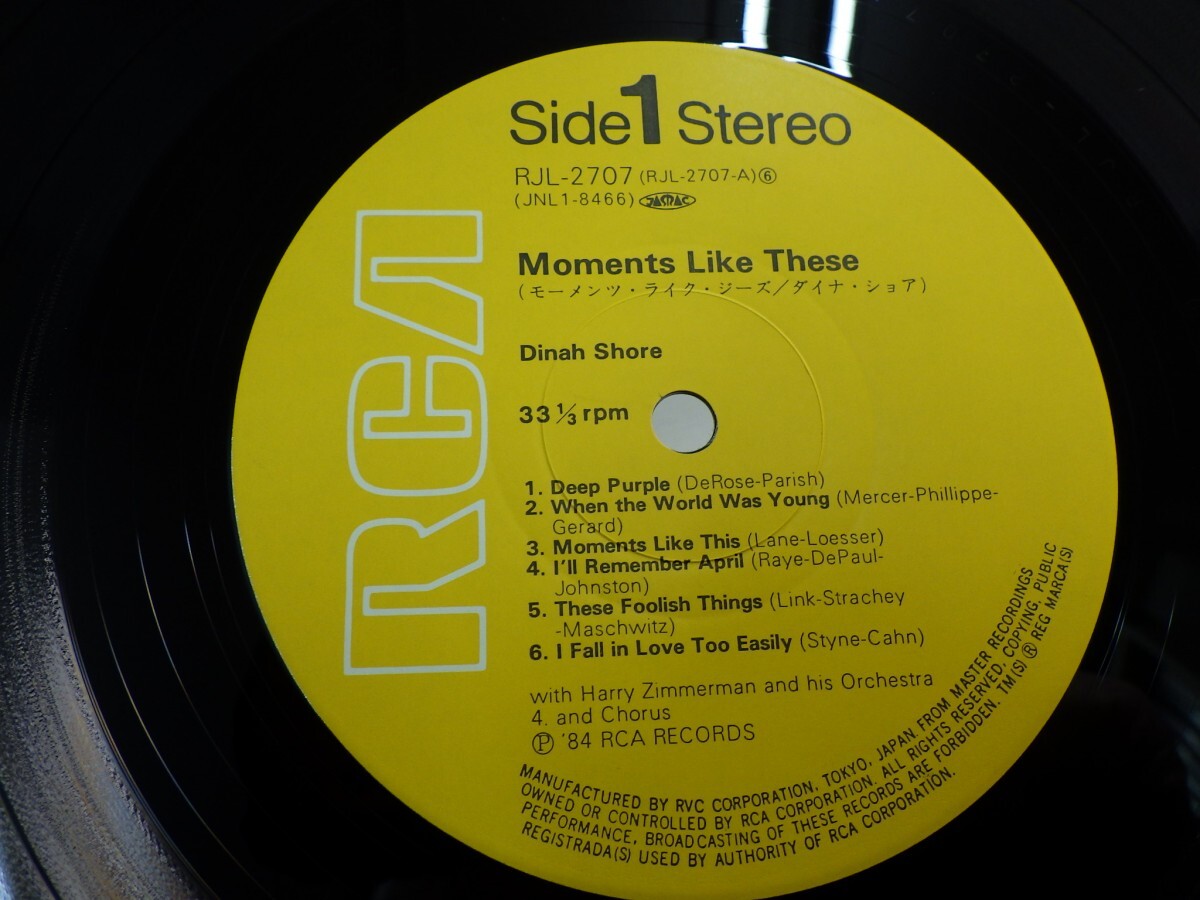 Side 1 Stereo
RJL-2707 (RJL-2707-A)⑥
(JNL1-8466) JASRAC
Moments Like These
(モーメンツ・ライク・ジーズ/ダイナ・ショア)
Dinah Shore
33 1/3 rpm
RCA
1. Deep Purple (DeRose-Parish)
2. When the World Was Young (Mercer-Phillippe-
Gerard)
3. Moments Like This (Lane-Loesser)
4. I'll Remember April (Raye-DePaul-
Johnston)
5. These Foolish Things (Link-Strachey
-Maschwitz)
6. I Fall in Love Too Easily (Styne-Cahn)
with Harry Zimmerman and his Orchestra
4. and Chorus
Ⓟ '84 RCA RECORDS
MANUFACTURED BY RVC CORPORATION, TOKYO, JAPAN. FROM MASTER RECORDINGS
OWNED OR CONTROLLED BY RCA CORPORATION. ALL RIGHTS RESERVED, COPYING, PUBLIC
PERFORMANCE, BROADCASTING OF THESE RECORDS ARE FORBIDDEN. TM(S) ® REG MARCA(S)
REGISTRADA(S) USED BY AUTHORITY OF RCA CORPORATION.